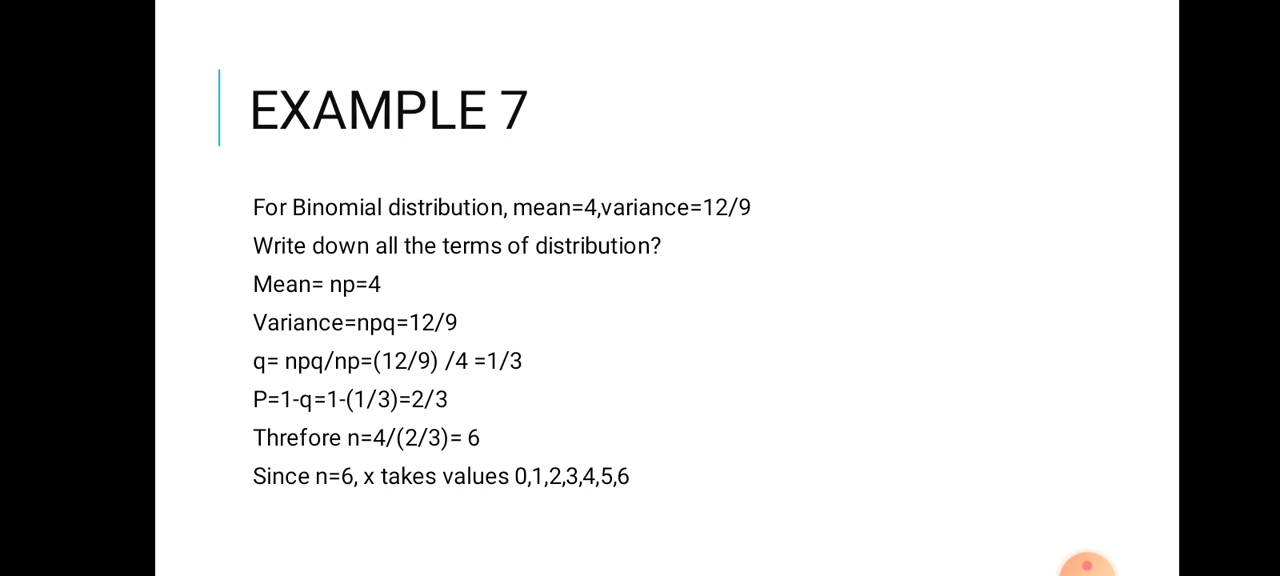 EXAMPLE 7
For Binomial distribution, mean=4,variance=12/9
Write down all the terms of distribution?
Mean= np=4
Variance=npq=12/9
q= npq/np=(12/9) /4 =1/3
P=1-q=1-(1/3)=2/3
Threfore n=4/(2/3)= 6
Since n=6, x takes values 0,1,2,3,4,5,6